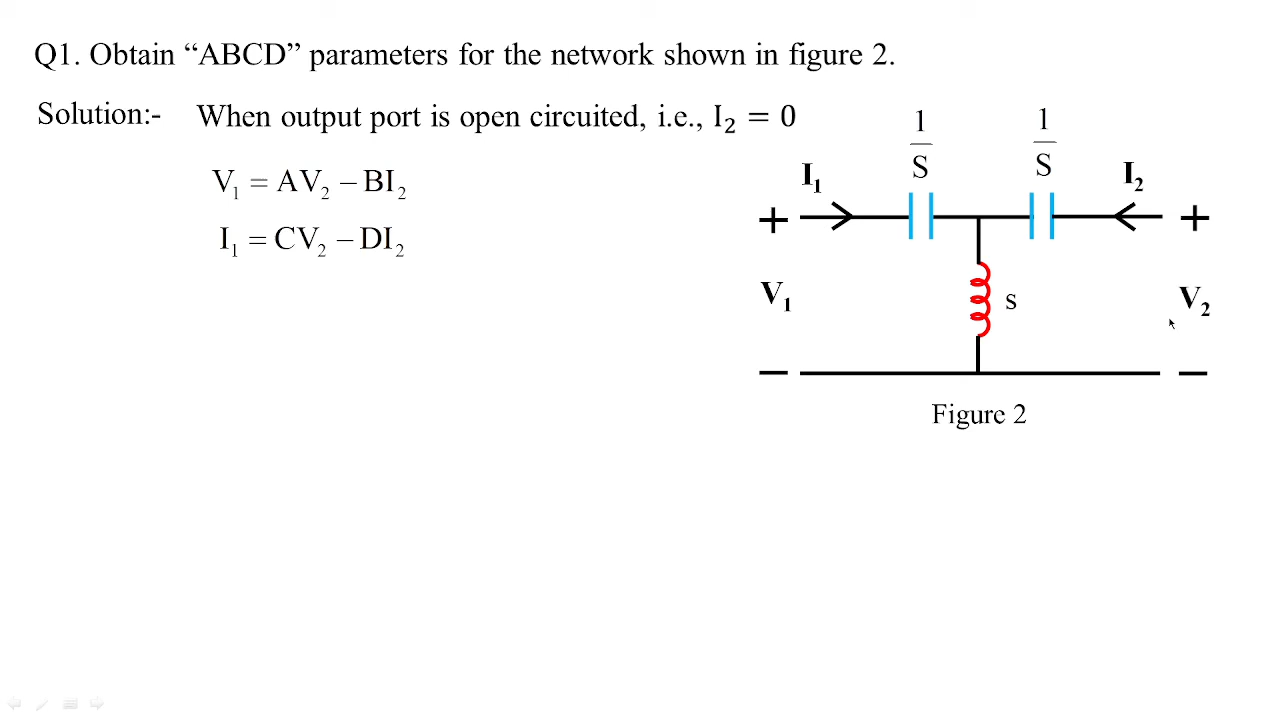 Q1. Obtain “ABCD” parameters for the network shown in figure 2.
Solution:- When output port is open circuited, i.e., I₂ = 0
V₁ = AV₂ − BI₂
I₁ = CV₂ − DI₂
1/S 1/S
I₁ I₂
+ +
V₁ s V₂
− −
Figure 2